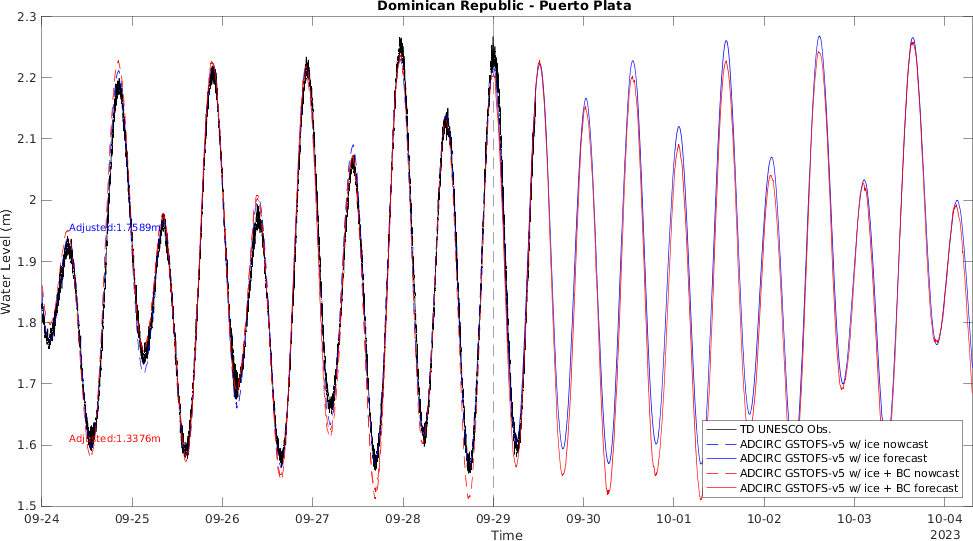 Dominican Republic - Puerto Plata
Water Level (m)
2.3
2.2
2.1
2
1.9
1.8
1.7
1.6
1.5
Adjusted:1.7589m
Adjusted:1.3376m
TD UNESCO Obs.
ADCIRC GSTOFS-v5 w/ ice nowcast
ADCIRC GSTOFS-v5 w/ ice forecast
ADCIRC GSTOFS-v5 w/ ice + BC nowcast
ADCIRC GSTOFS-v5 w/ ice + BC forecast
09-24 09-25 09-26 09-27 09-28 09-29 09-30 10-01 10-02 10-03 10-04
Time
2023